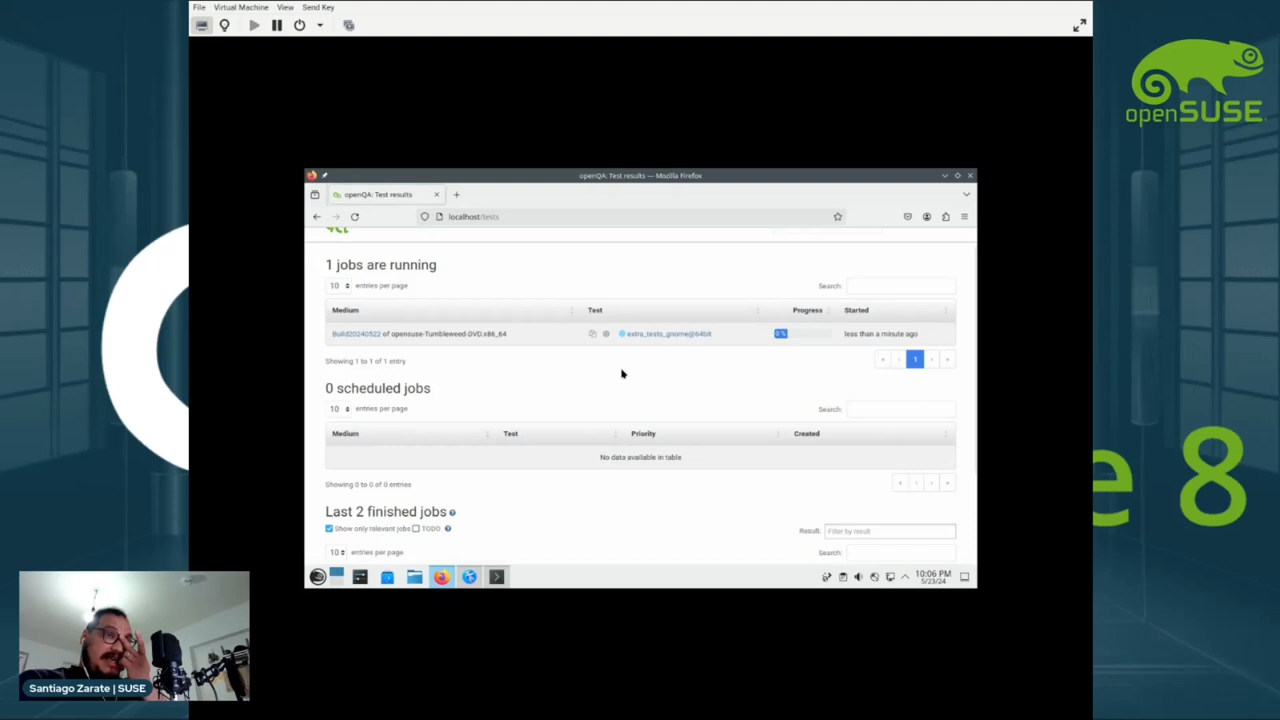 File Virtual Machine View Send Key
openSUSE
openQA: Test results — Mozilla Firefox
openQA: Test results
localhost/tests
1 jobs are running
10 entries per page Search:
Medium Test Progress Started
Build20240522 of opensuse-Tumbleweed-DVD.x86_64 extra_tests_gnome@64bit 0 % less than a minute ago
Showing 1 to 1 of 1 entry « ‹ 1 › »
0 scheduled jobs
10 entries per page Search:
Medium Test Priority Created
No data available in table
Showing 0 to 0 of 0 entries « ‹ › »
Last 2 finished jobs
Show only relevant jobs TODO Result: Filter by result
10 entries per page Search:
10:06 PM
5/23/24
e 8
Santiago Zarate | SUSE